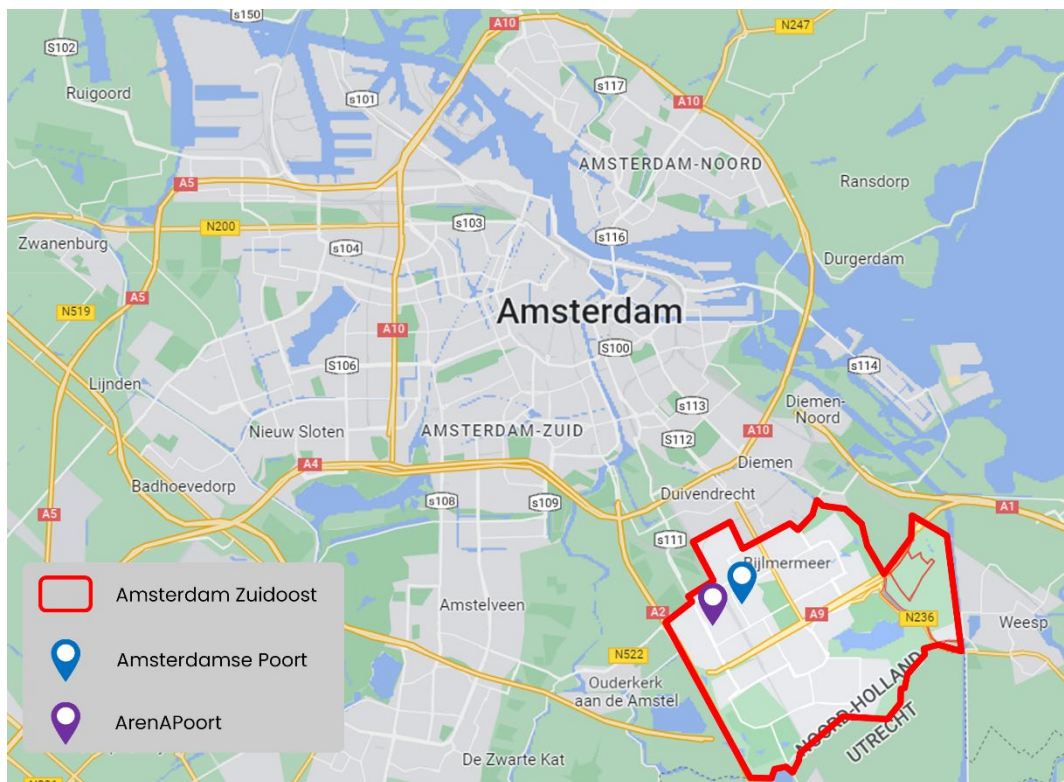 s150
S102
A10
N247
Ruigoord
s101
s117
A10
AMSTERDAM-NOORD
A5
Ransdorp
N200
s103
s116
Zwanenburg
s104
Durgerdam
A5
N519
Amsterdam
A10
S100
S106
s114
Lijnden
s113
Diemen-
Noord
Nieuw Sloten
AMSTERDAM-ZUID
S112
A10
A4
Diemen
Badhoevedorp
Duivendrecht
s108
s109
A1
A5
s111
Bijlmermeer
Amsterdam Zuidoost
Amstelveen
A2
A9
N236
Weesp
Amsterdamse Poort
N522
Ouderkerk
aan de Amstel
NOORD-HOLLAND
UTRECHT
ArenAPoort
De Zwarte Kat